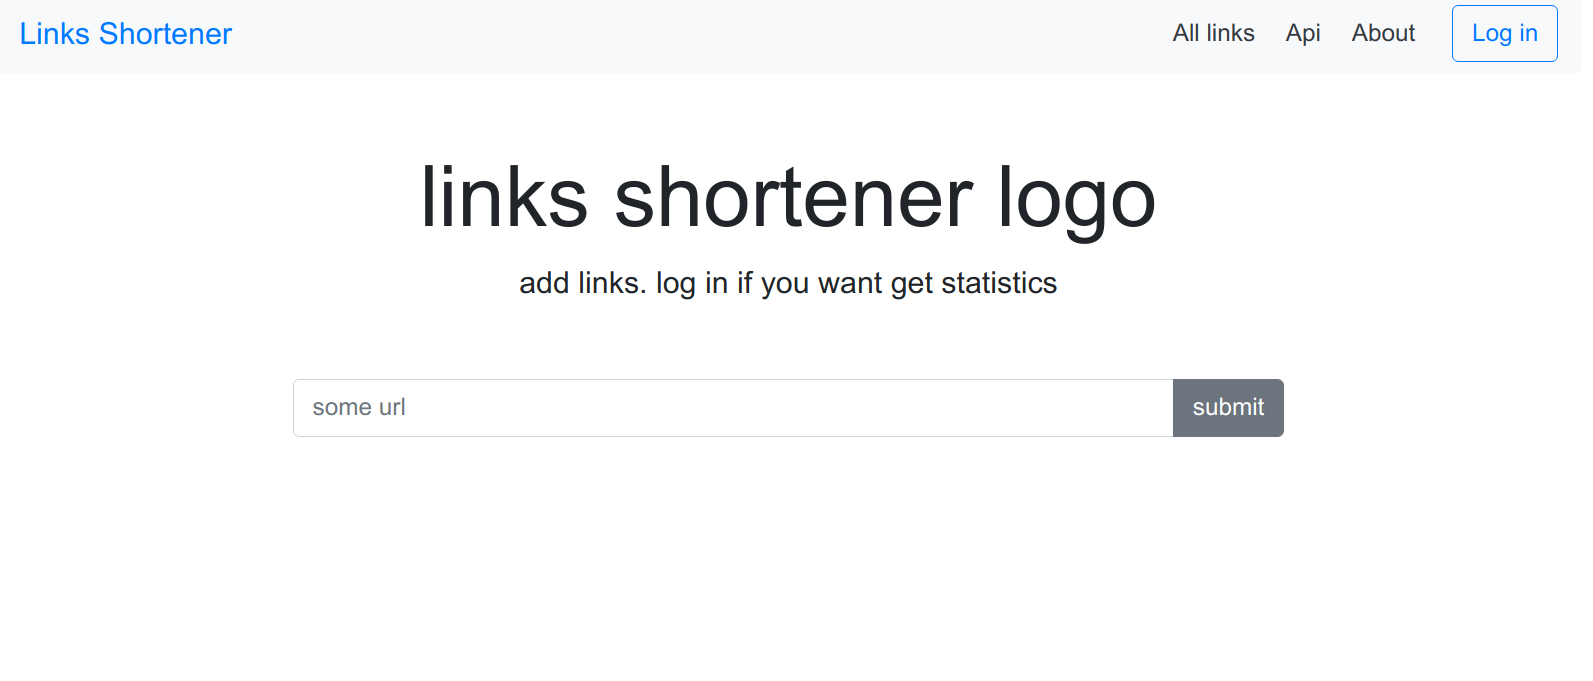 Links Shortener All links Api About Log in
links shortener logo
add links. log in if you want get statistics
some url submit